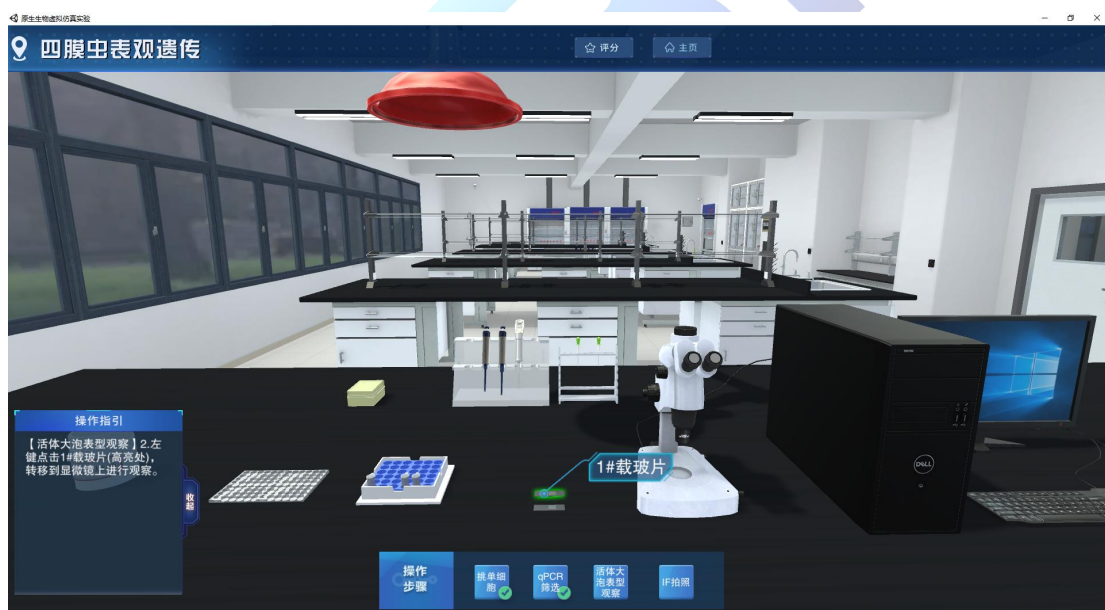 原生生物虚拟仿真实验
四膜虫表观遗传
评分
主页
操作指引
【活体大泡表型观察】2.左
键点击1#载玻片(高亮处),
转移到显微镜上进行观察。
收起
1#载玻片
DELL
操作
步骤
挑单细
胞
qPCR
筛选
活体大
泡表型
观察
IF拍照